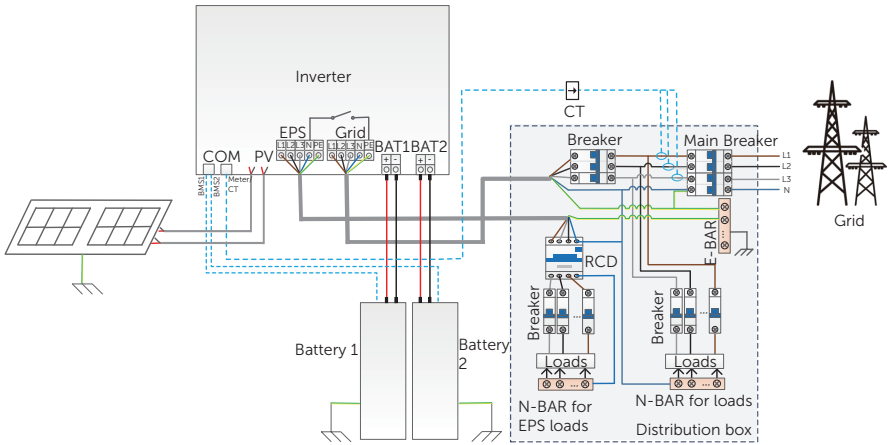 Inverter
EPS
Grid
L1 L2 L3 N PE
L1 L2 L3 N PE
BAT1
BAT2
+ -
+ -
COM
PV
BMS1
BMS2
Meter/
CT
CT
Breaker
Main Breaker
L1
L2
L3
N
Grid
E-BAR
RCD
Breaker
Breaker
...
...
Loads
Loads
...
...
Battery 1
Battery
2
N-BAR for
EPS loads
N-BAR for loads
Distribution box